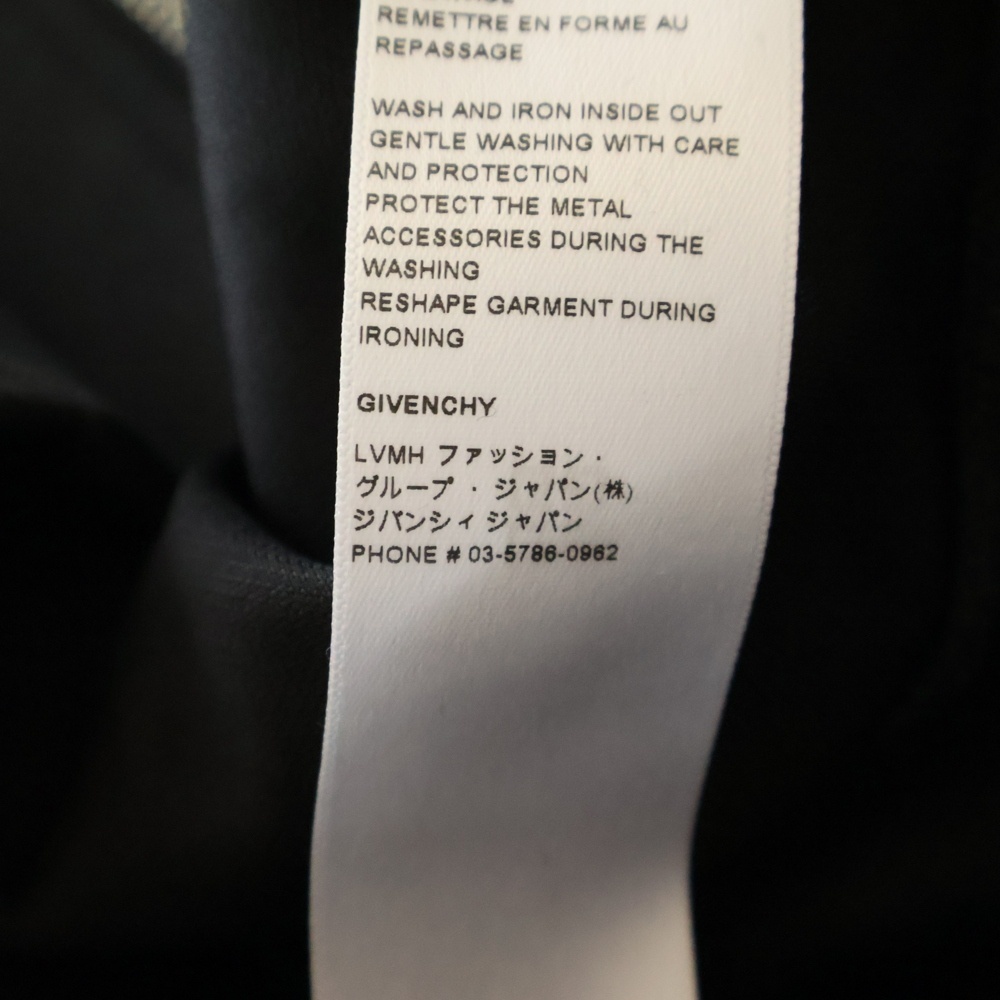 REMETTRE EN FORME AU
REPASSAGE
WASH AND IRON INSIDE OUT
GENTLE WASHING WITH CARE
AND PROTECTION
PROTECT THE METAL
ACCESSORIES DURING THE
WASHING
RESHAPE GARMENT DURING
IRONING
GIVENCHY
LVMH ファッション・
グループ・ジャパン(株)
ジバンシィ ジャパン
PHONE # 03-5786-0962